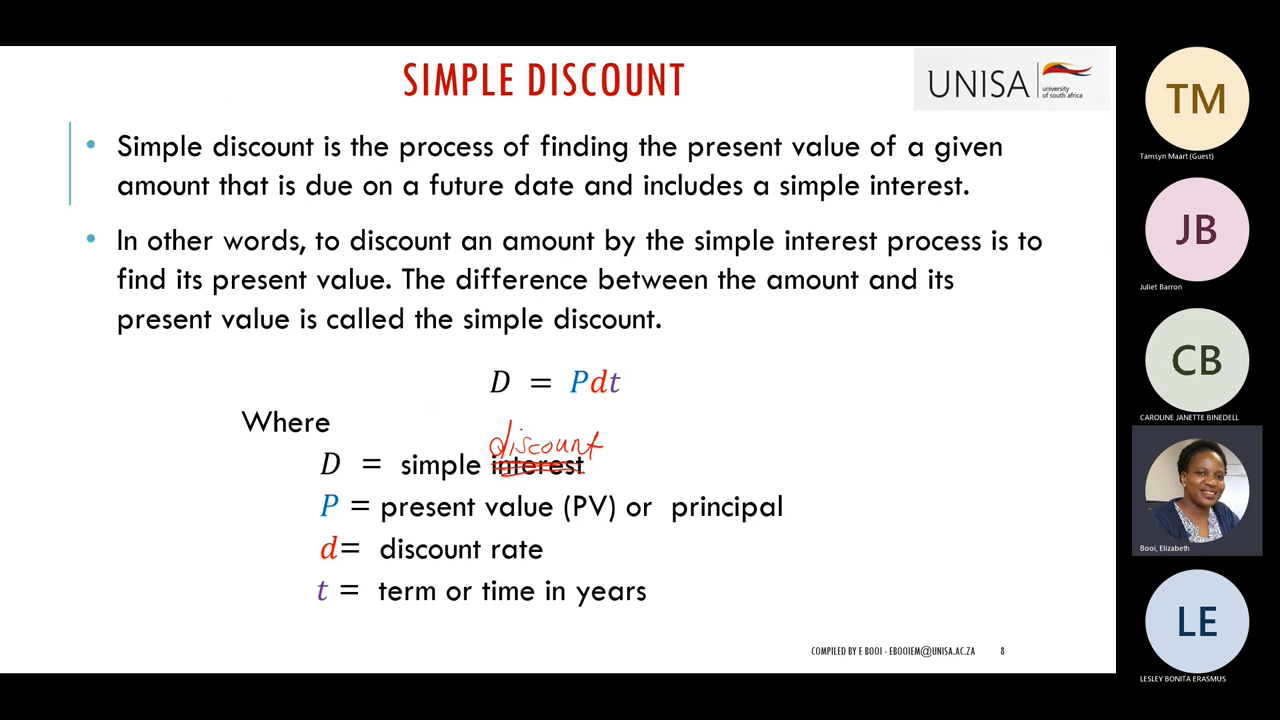 SIMPLE DISCOUNT
UNISA
university
of south africa
• Simple discount is the process of finding the present value of a given
amount that is due on a future date and includes a simple interest.
• In other words, to discount an amount by the simple interest process is to
find its present value. The difference between the amount and its
present value is called the simple discount.
D = Pdt
Where
discount
D = simple interest
P = present value (PV) or principal
d= discount rate
t = term or time in years
COMPILED BY E BOOI - EBOOIEM@UNISA.AC.ZA 8
TM
Tamsyn Maart (Guest)
JB
Juliet Barron
CB
CAROLINE JANETTE BINEDELL
Booi, Elizabeth
LE
LESLEY BONITA ERASMUS